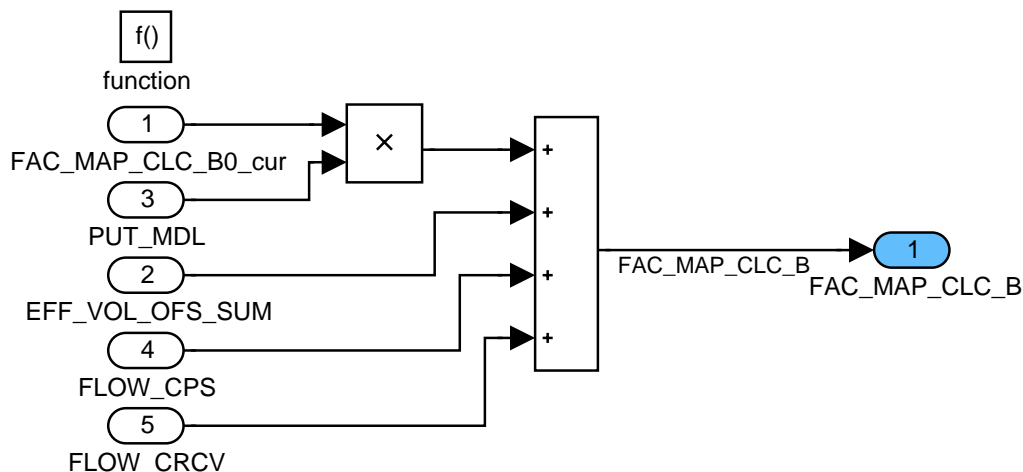 f()
function
1
FAC_MAP_CLC_B0_cur
×
3
PUT_MDL
2
EFF_VOL_OFS_SUM
4
FLOW_CPS
5
FLOW_CRCV
+
+
+
+
FAC_MAP_CLC_B
1
FAC_MAP_CLC_B